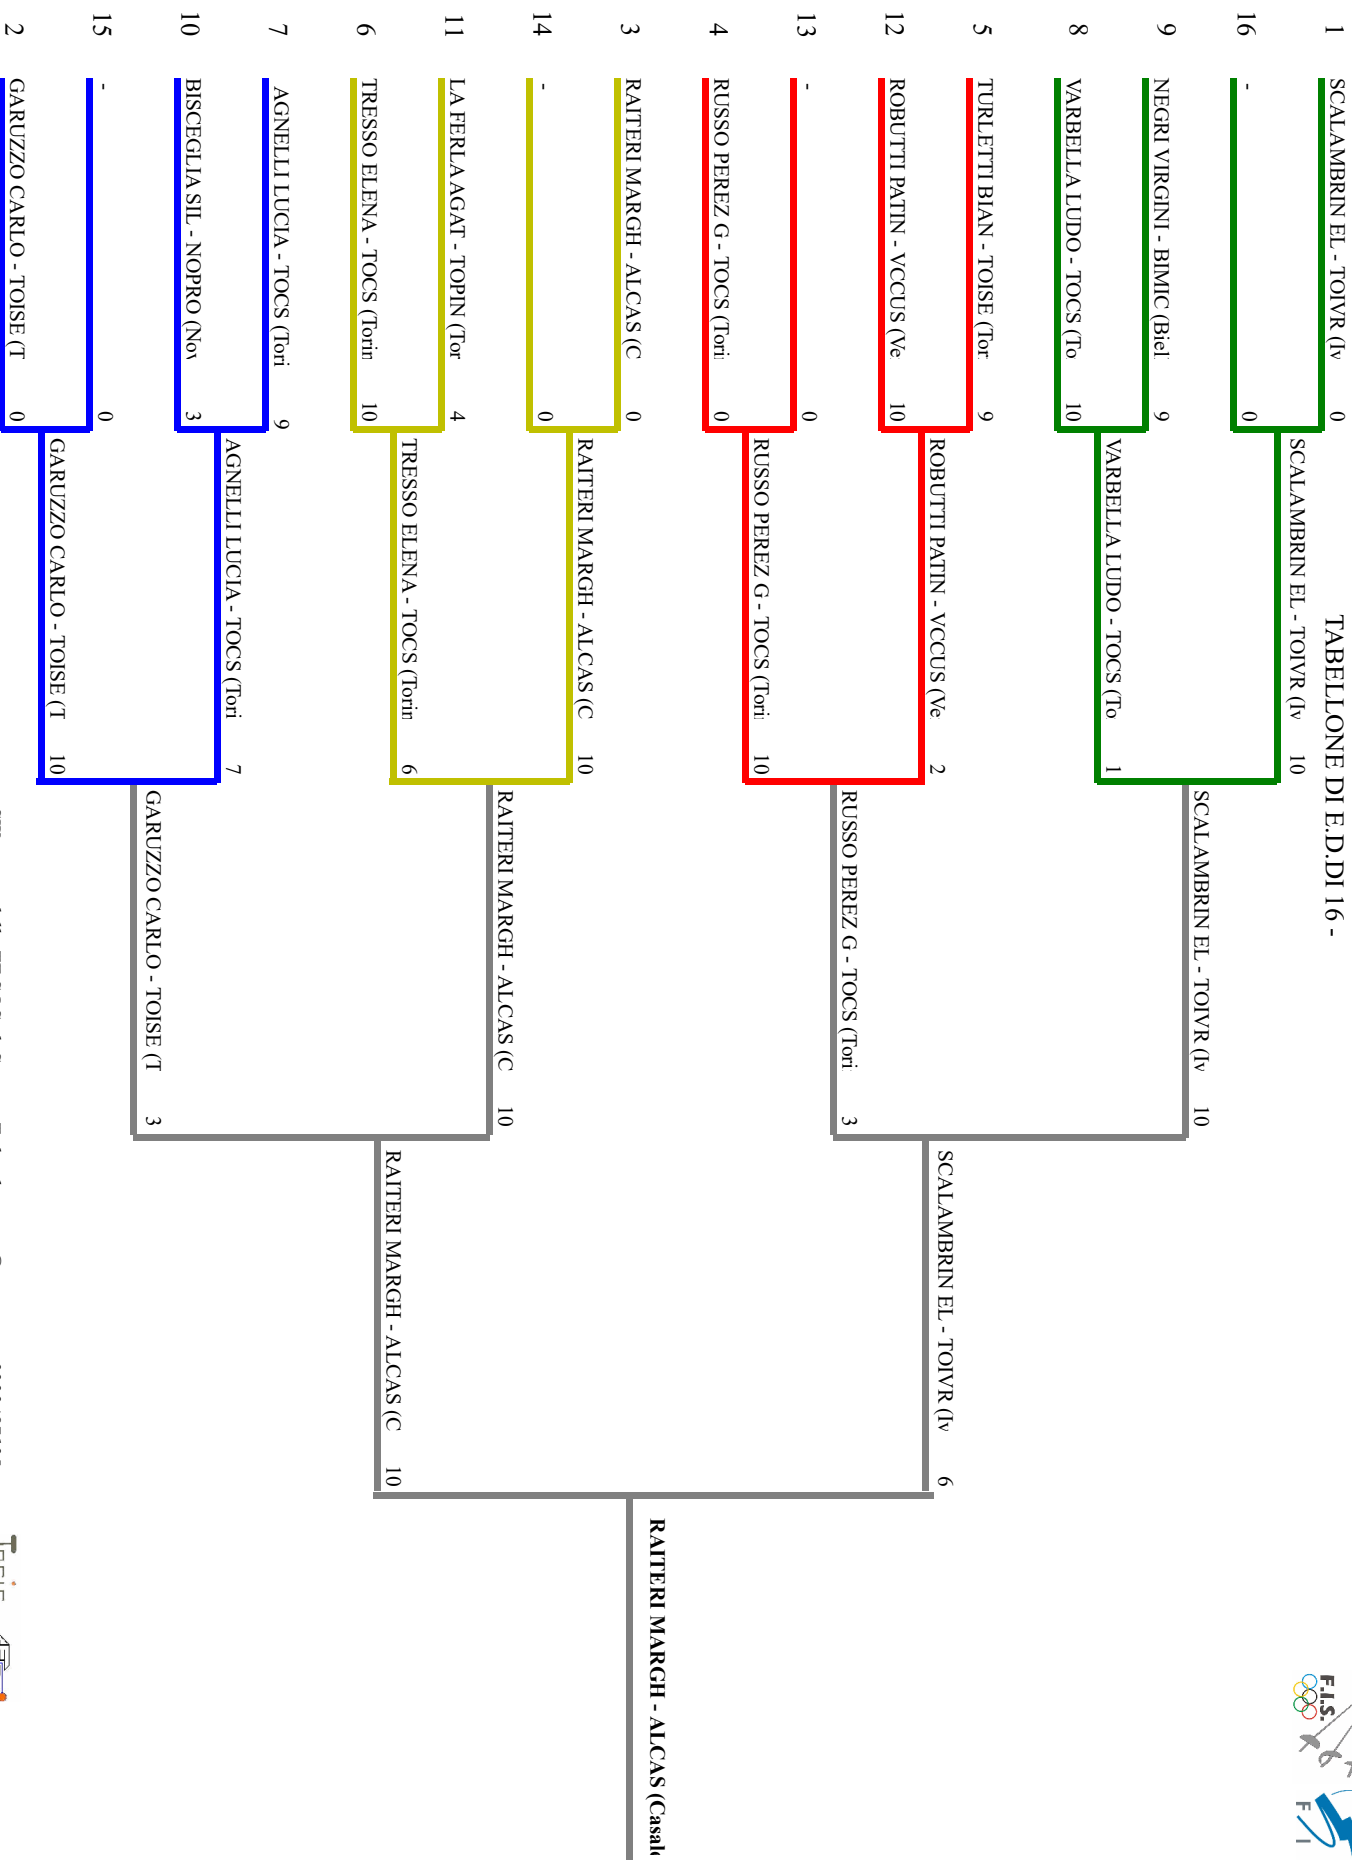 TABELLONE DI E.D.DI 16 -
1 SCALAMBRIN EL - TOIVR (Iv 0
SCALAMBRIN EL - TOIVR (Iv 10
16 - 0
SCALAMBRIN EL - TOIVR (Iv 10
9 NEGRI VIRGINI - BIMIC (Biel 9
VARBELLA LUDO - TOCS (To 1
8 VARBELLA LUDO - TOCS (To 10
SCALAMBRIN EL - TOIVR (Iv 6
5 TURLETTI BIAN - TOISE (Tor 9
ROBUTTI PATIN - VCCUS (Ve 2
12 ROBUTTI PATIN - VCCUS (Ve 10
RUSSO PEREZ G - TOCS (Tori 3
13 - 0
RUSSO PEREZ G - TOCS (Tori 10
4 RUSSO PEREZ G - TOCS (Tori 0
RAITERI MARGH - ALCAS (Casale
3 RAITERI MARGH - ALCAS (C 0
RAITERI MARGH - ALCAS (C 10
14 - 0
RAITERI MARGH - ALCAS (C 10
11 LA FERLA AGAT - TOPIN (Tor 4
TRESSO ELENA - TOCS (Torin 6
6 TRESSO ELENA - TOCS (Torin 10
RAITERI MARGH - ALCAS (C 10
7 AGNELLI LUCIA - TOCS (Tori 9
AGNELLI LUCIA - TOCS (Tori 7
10 BISCEGLIA SIL - NOPRO (Nov 3
GARUZZO CARLO - TOISE (T 3
15 - 0
GARUZZO CARLO - TOISE (T 10
2 GARUZZO CARLO - TOISE (T 0
F.I.S.
F I